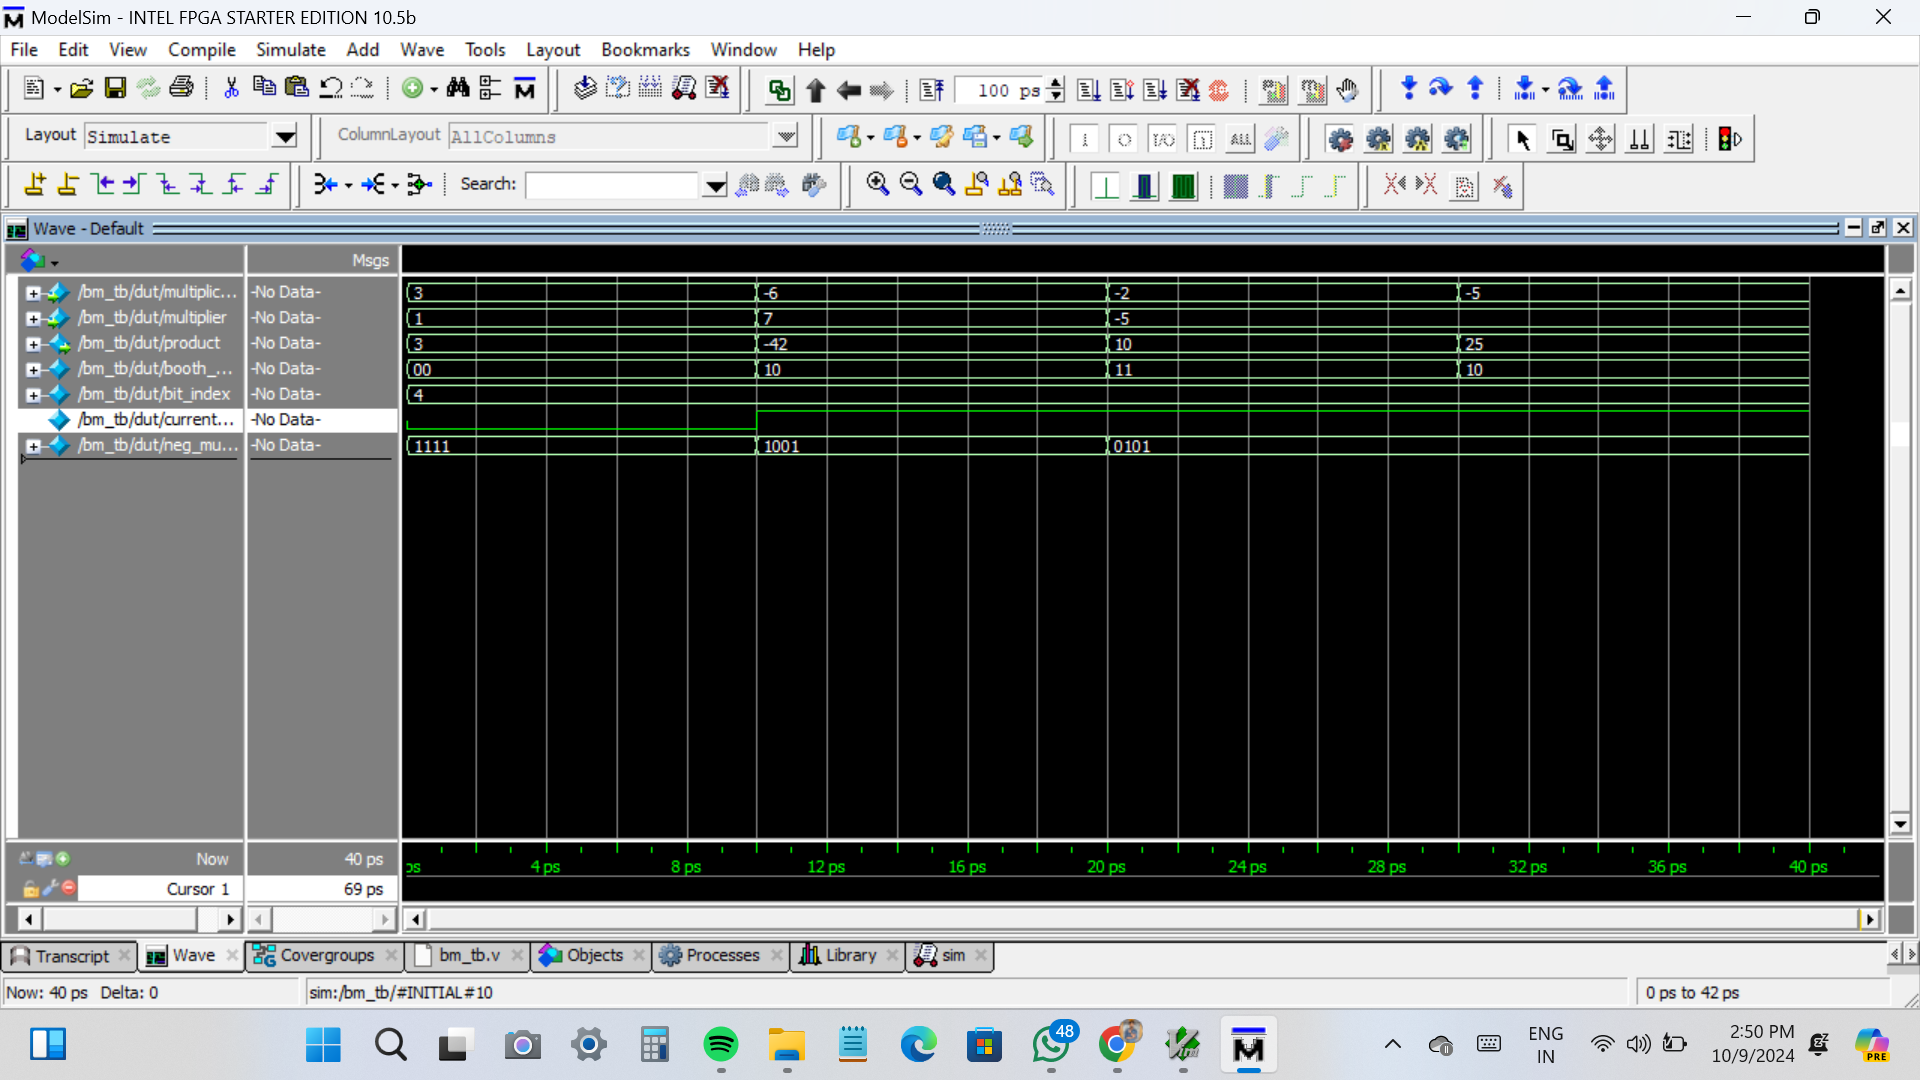 ModelSim - INTEL FPGA STARTER EDITION 10.5b
File Edit View Compile Simulate Add Wave Tools Layout Bookmarks Window Help
100 ps
Layout Simulate ColumnLayout AllColumns
Search:
Wave - Default
Msgs
/bm_tb/dut/multiplic... -No Data- 3 -6 -2 -5
/bm_tb/dut/multiplier -No Data- 1 7 -5
/bm_tb/dut/product -No Data- 3 -42 10 25
/bm_tb/dut/booth_... -No Data- 00 10 11 10
/bm_tb/dut/bit_index -No Data- 4
/bm_tb/dut/current... -No Data-
/bm_tb/dut/neg_mu... -No Data- 1111 1001 0101
Now 40 ps ps 4 ps 8 ps 12 ps 16 ps 20 ps 24 ps 28 ps 32 ps 36 ps 40 ps
Cursor 1 69 ps
Transcript Wave Covergroups bm_tb.v Objects Processes Library sim
Now: 40 ps Delta: 0 sim:/bm_tb/#INITIAL#10 0 ps to 42 ps
48
ENG
IN
2:50 PM
10/9/2024
PRE